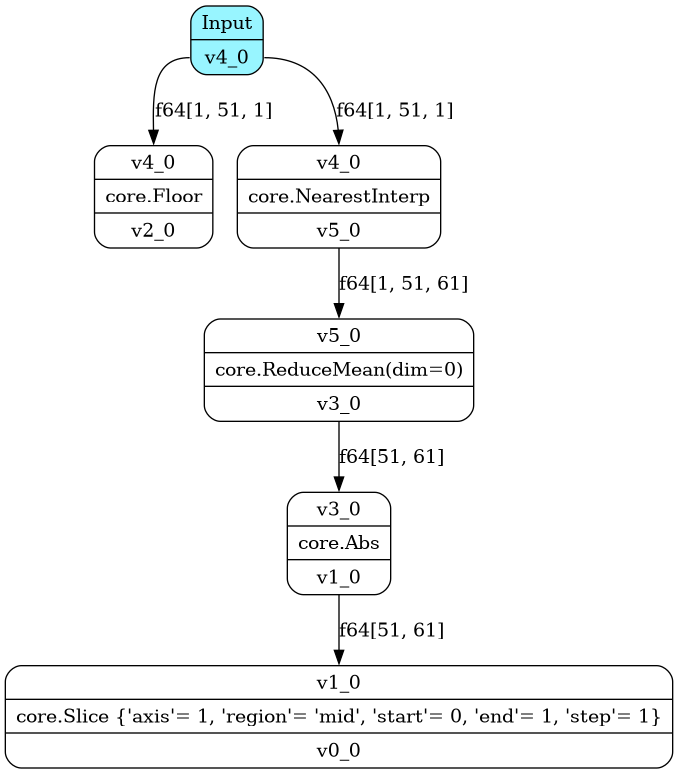 Input
v4_0
f64[1, 51, 1]
f64[1, 51, 1]
v4_0
core.Floor
v2_0
v4_0
core.NearestInterp
v5_0
f64[1, 51, 61]
v5_0
core.ReduceMean(dim=0)
v3_0
f64[51, 61]
v3_0
core.Abs
v1_0
f64[51, 61]
v1_0
core.Slice {'axis'= 1, 'region'= 'mid', 'start'= 0, 'end'= 1, 'step'= 1}
v0_0